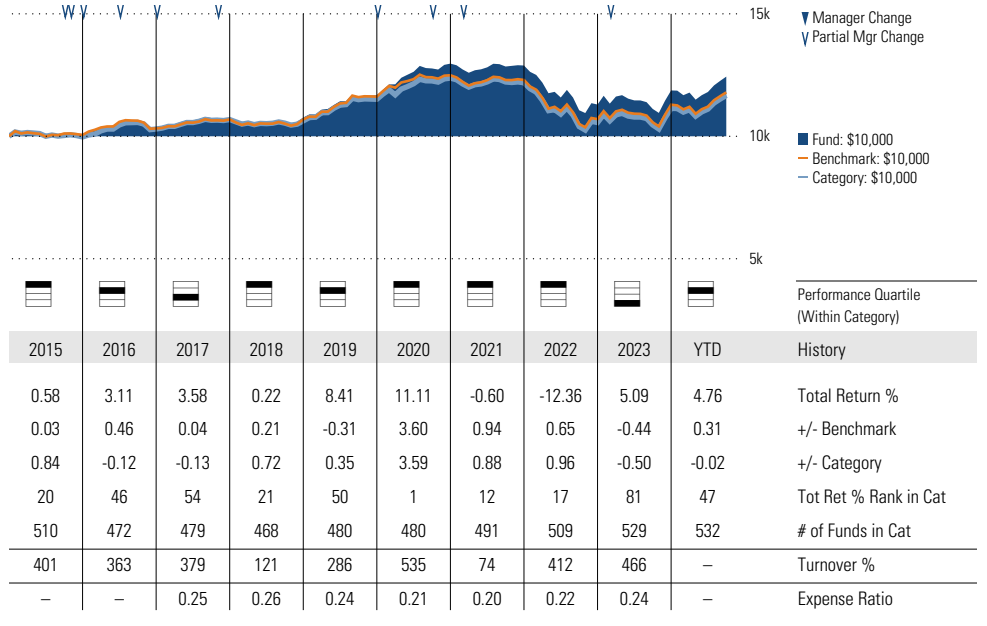 15k
Manager Change
Partial Mgr Change
10k
Fund: $10,000
Benchmark: $10,000
Category: $10,000
5k
Performance Quartile
(Within Category)
2015 2016 2017 2018 2019 2020 2021 2022 2023 YTD History
0.58 3.11 3.58 0.22 8.41 11.11 -0.60 -12.36 5.09 4.76 Total Return %
0.03 0.46 0.04 0.21 -0.31 3.60 0.94 0.65 -0.44 0.31 +/- Benchmark
0.84 -0.12 -0.13 0.72 0.35 3.59 0.88 0.96 -0.50 -0.02 +/- Category
20 46 54 21 50 1 12 17 81 47 Tot Ret % Rank in Cat
510 472 479 468 480 480 491 509 529 532 # of Funds in Cat
401 363 379 121 286 535 74 412 466 – Turnover %
– – 0.25 0.26 0.24 0.21 0.20 0.22 0.24 – Expense Ratio